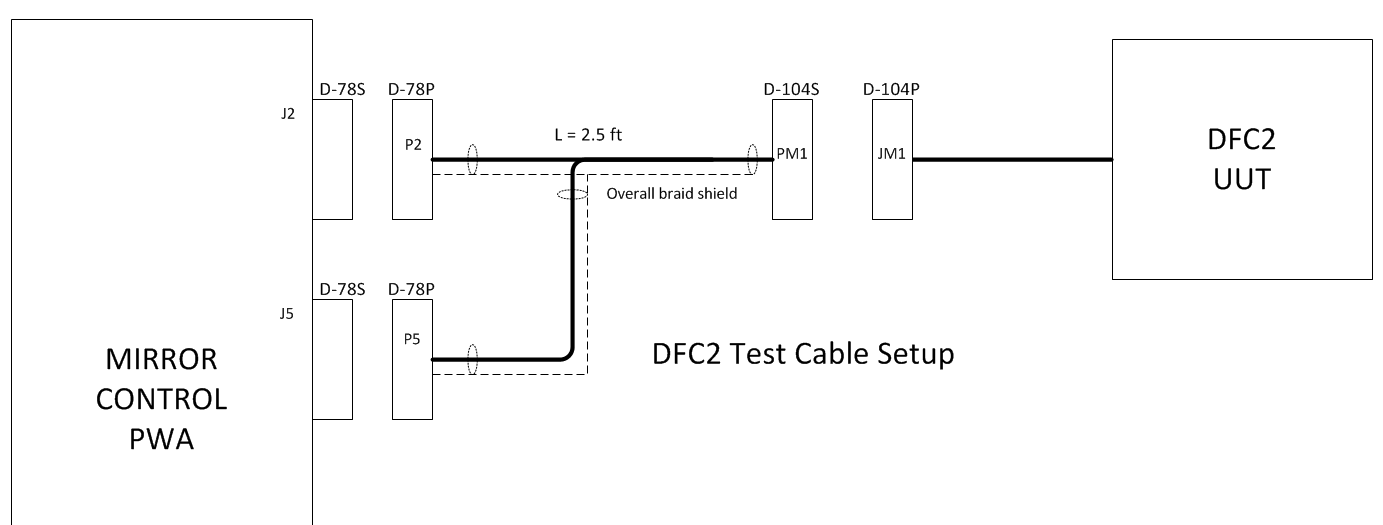 D-78S
D-78P
D-104S
D-104P
J2
P2
L = 2.5 ft
PM1
JM1
DFC2
UUT
Overall braid shield
D-78S
D-78P
J5
P5
MIRROR
CONTROL
PWA
DFC2 Test Cable Setup